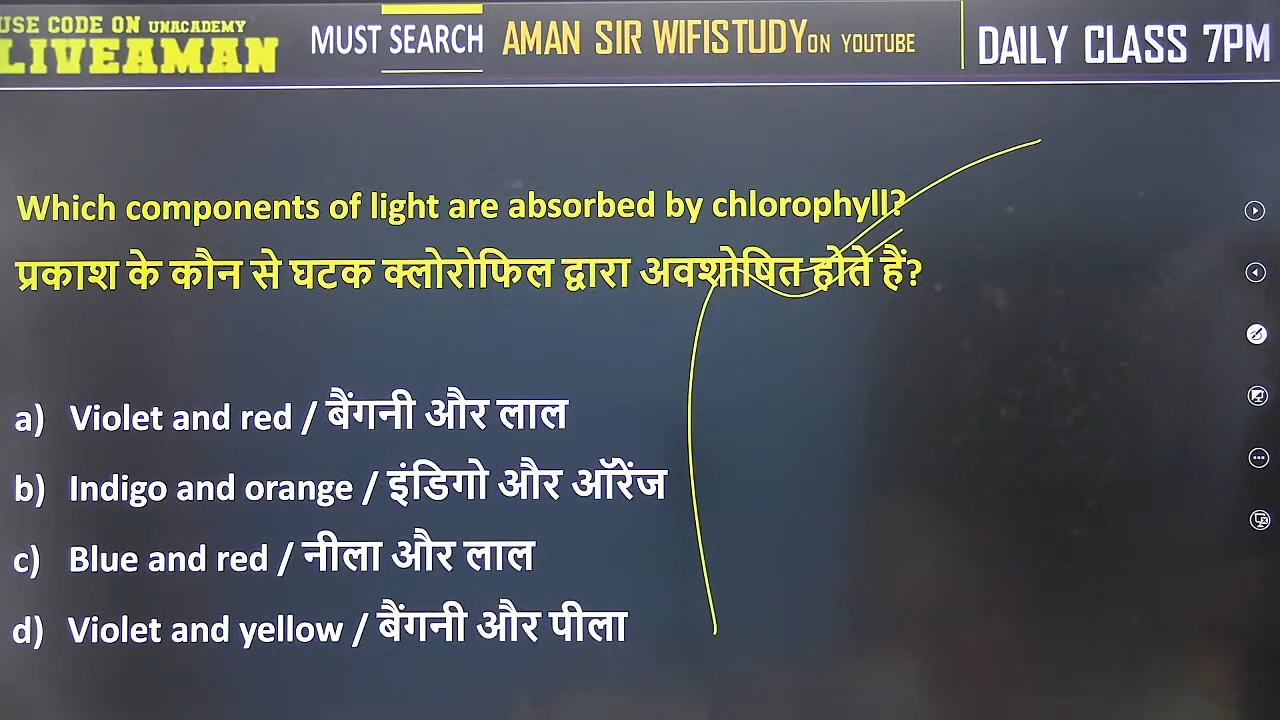 USE CODE ON UNACADEMY
LIVEAMAN
MUST SEARCH AMAN SIR WIFISTUDY ON YOUTUBE
DAILY CLASS 7PM
Which components of light are absorbed by chlorophyll?
प्रकाश के कौन से घटक क्लोरोफिल द्वारा अवशोषित होते हैं?
a) Violet and red / बैंगनी और लाल
b) Indigo and orange / इंडिगो और ऑरेंज
c) Blue and red / नीला और लाल
d) Violet and yellow / बैंगनी और पीला